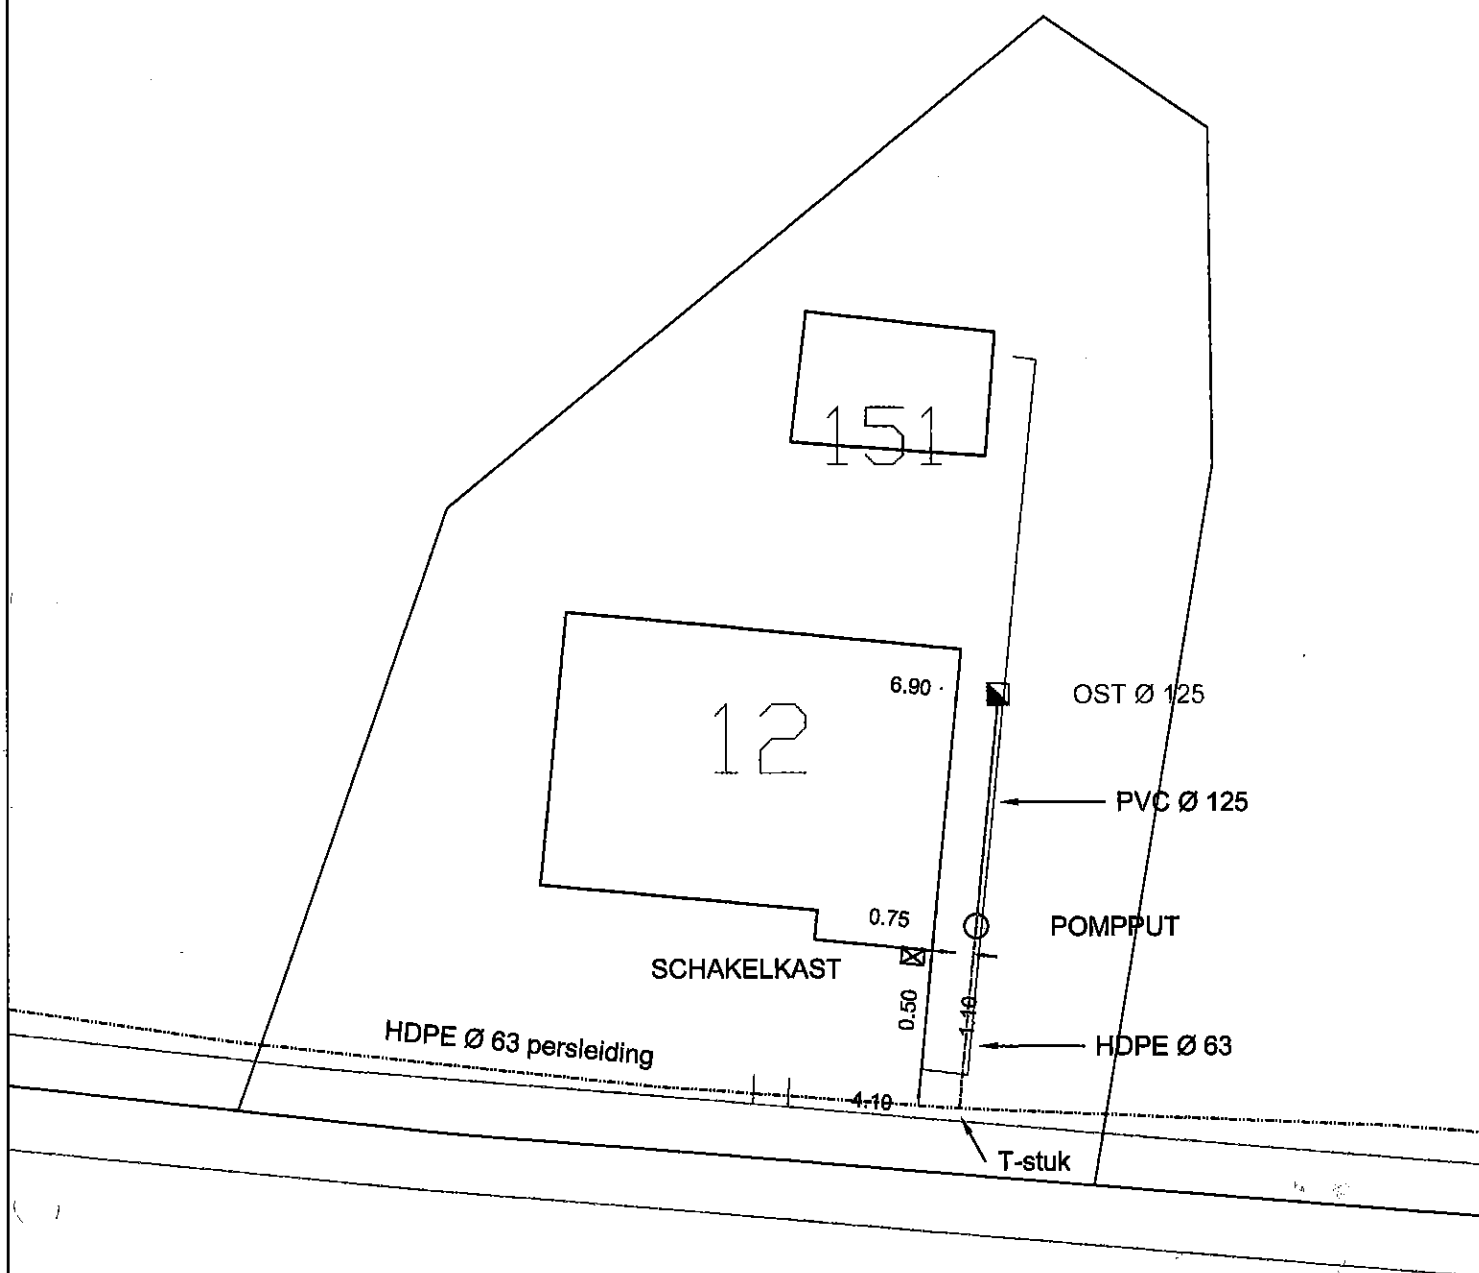 151
6.90
OST Ø 125
12
PVC Ø 125
0.75
POMPPUT
SCHAKELKAST
0.50
1.10
HDPE Ø 63 persleiding
HDPE Ø 63
4.10
T-stuk